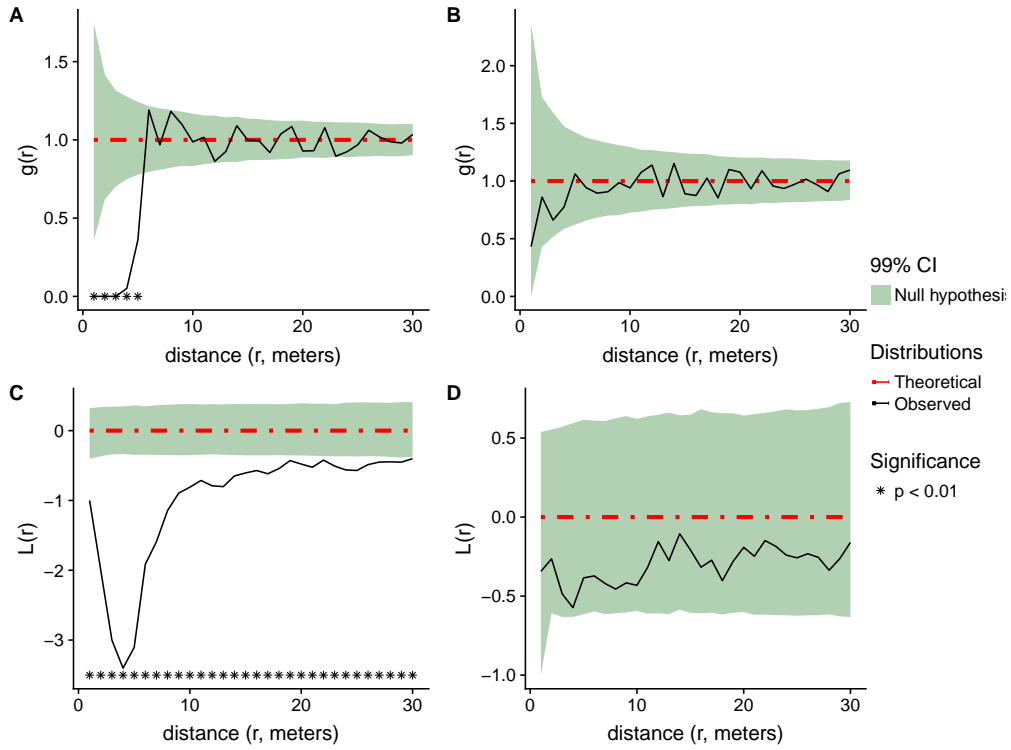 A
g(r)
1.5
1.0
0.5
0.0
0
10
20
30
distance (r, meters)
B
g(r)
2.0
1.5
1.0
0.5
0.0
0
10
20
30
distance (r, meters)
C
L(r)
0
−1
−2
−3
0
10
20
30
distance (r, meters)
D
L(r)
0.5
0.0
−0.5
−1.0
0
10
20
30
distance (r, meters)
99% CI
Null hypothesi
Distributions
Theoretical
Observed
Significance
* p < 0.01